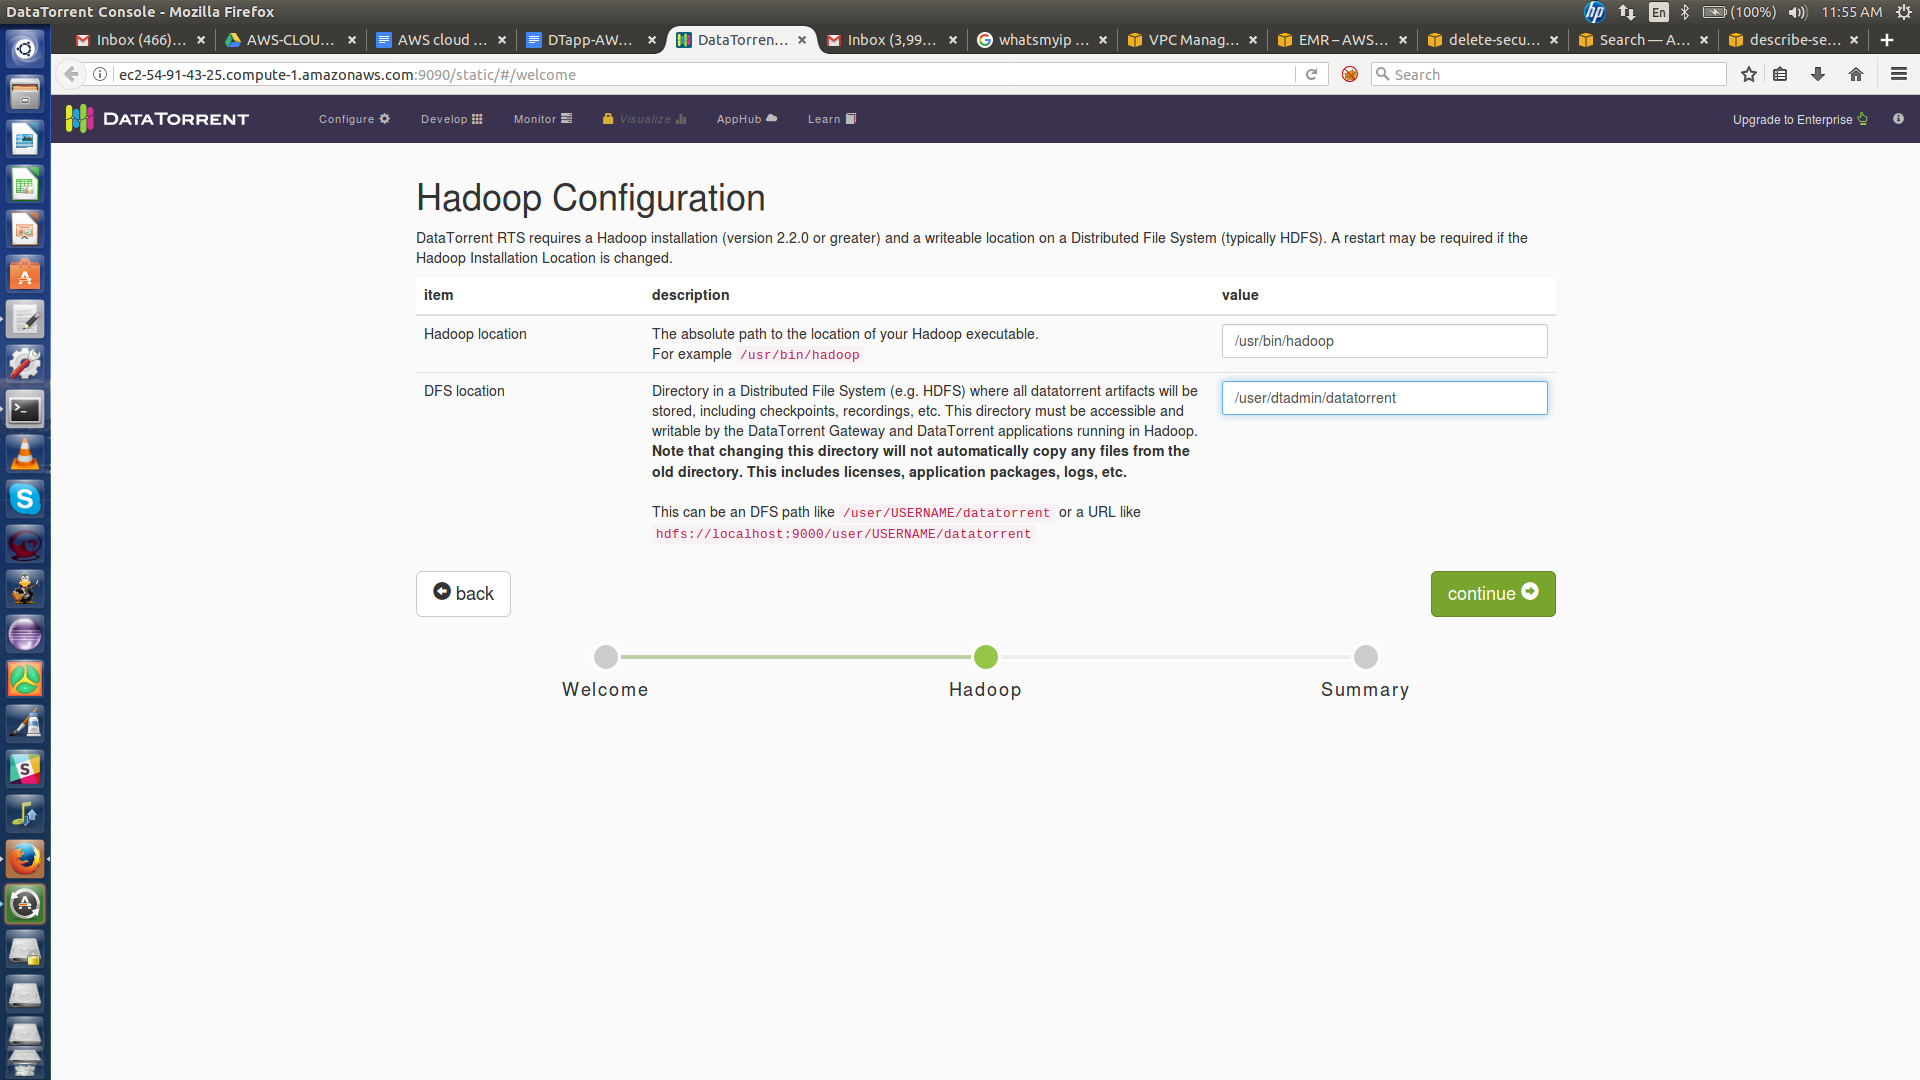 DataTorrent Console - Mozilla Firefox
hp En (100%) 11:55 AM
Inbox (466)... × AWS-CLOU... × AWS cloud ... × DTapp-AW... × DataTorren... × Inbox (3,99... × whatsmyip ... × VPC Manag... × EMR – AWS... × delete-secu... × Search — A... × describe-se... ×
ec2-54-91-43-25.compute-1.amazonaws.com:9090/static/#/welcome
Search
DATATORRENT
Configure Develop Monitor Visualize AppHub Learn Upgrade to Enterprise
Hadoop Configuration
DataTorrent RTS requires a Hadoop installation (version 2.2.0 or greater) and a writeable location on a Distributed File System (typically HDFS). A restart may be required if the
Hadoop Installation Location is changed.
item description value
Hadoop location
The absolute path to the location of your Hadoop executable.
For example /usr/bin/hadoop
/usr/bin/hadoop
DFS location
Directory in a Distributed File System (e.g. HDFS) where all datatorrent artifacts will be
stored, including checkpoints, recordings, etc. This directory must be accessible and
writable by the DataTorrent Gateway and DataTorrent applications running in Hadoop.
Note that changing this directory will not automatically copy any files from the
old directory. This includes licenses, application packages, logs, etc.
This can be an DFS path like /user/USERNAME/datatorrent or a URL like
hdfs://localhost:9000/user/USERNAME/datatorrent
/user/dtadmin/datatorrent
back
continue
Welcome
Hadoop
Summary